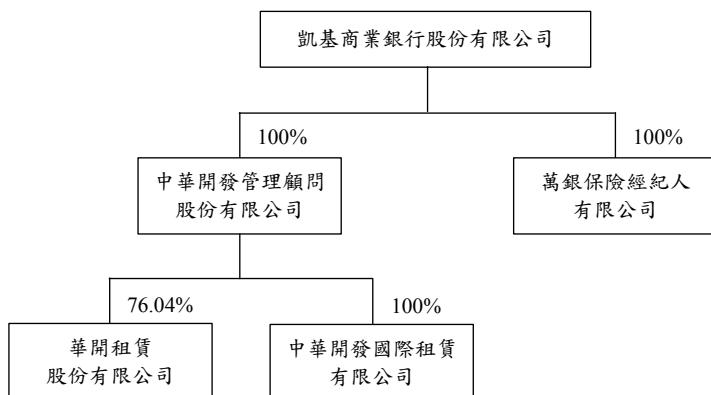 凱基商業銀行股份有限公司
100%
100%
中華開發管理顧問
股份有限公司
萬銀保險經紀人
有限公司
76.04%
100%
華開租賃
股份有限公司
中華開發國際租賃
有限公司